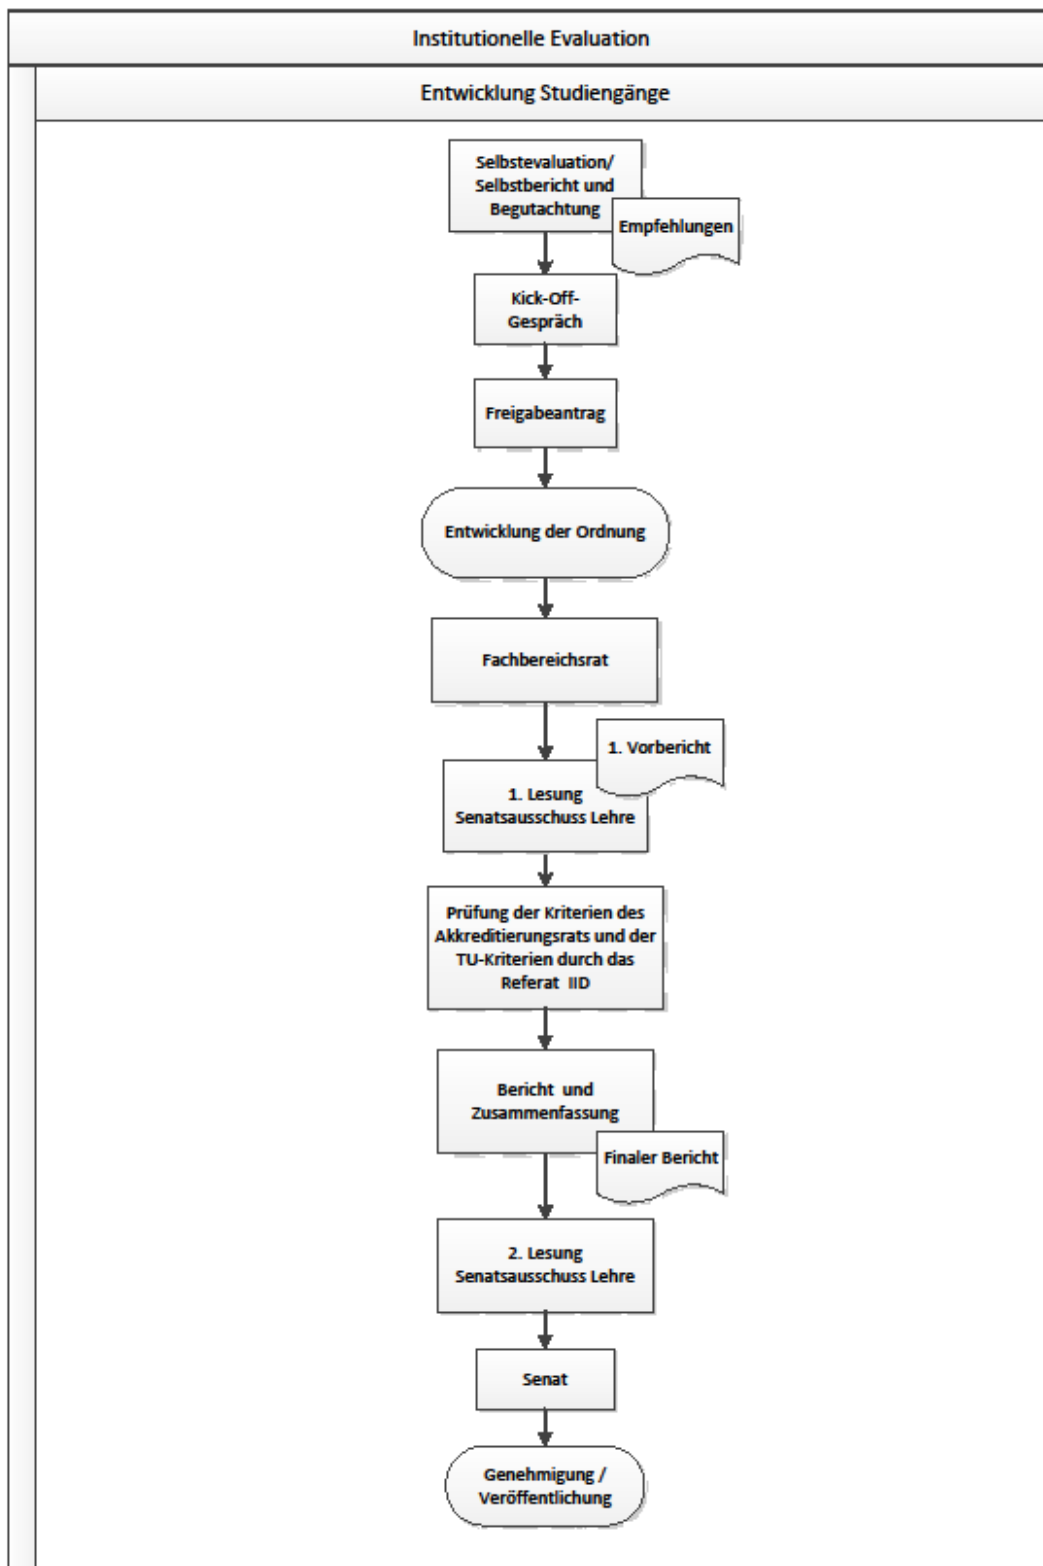 Institutionelle Evaluation
Entwicklung Studiengänge
Selbstevaluation/
Selbstbericht und
Begutachtung
Empfehlungen
Kick-Off-
Gespräch
Freigabeantrag
Entwicklung der Ordnung
Fachbereichsrat
1. Vorbericht
1. Lesung
Senatsausschuss Lehre
Prüfung der Kriterien des
Akkreditierungsrats und der
TU-Kriterien durch das
Referat IID
Bericht und
Zusammenfassung
Finaler Bericht
2. Lesung
Senatsausschuss Lehre
Senat
Genehmigung /
Veröffentlichung